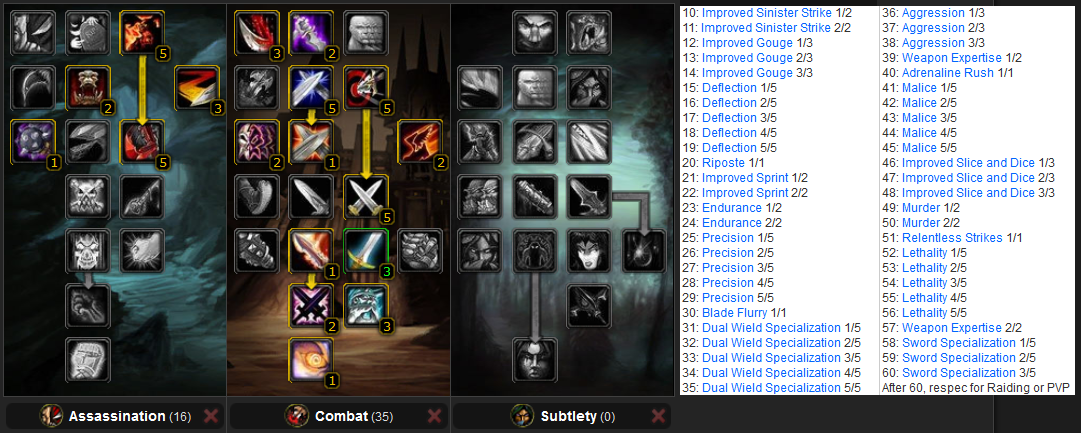 5
3
2
2
3
5
5
1
5
2
1
2
5
1
3
2
3
1
Assassination (16)
Combat (35)
Subtlety (0)
10: Improved Sinister Strike 1/2
11: Improved Sinister Strike 2/2
12: Improved Gouge 1/3
13: Improved Gouge 2/3
14: Improved Gouge 3/3
15: Deflection 1/5
16: Deflection 2/5
17: Deflection 3/5
18: Deflection 4/5
19: Deflection 5/5
20: Riposte 1/1
21: Improved Sprint 1/2
22: Improved Sprint 2/2
23: Endurance 1/2
24: Endurance 2/2
25: Precision 1/5
26: Precision 2/5
27: Precision 3/5
28: Precision 4/5
29: Precision 5/5
30: Blade Flurry 1/1
31: Dual Wield Specialization 1/5
32: Dual Wield Specialization 2/5
33: Dual Wield Specialization 3/5
34: Dual Wield Specialization 4/5
35: Dual Wield Specialization 5/5
36: Aggression 1/3
37: Aggression 2/3
38: Aggression 3/3
39: Weapon Expertise 1/2
40: Adrenaline Rush 1/1
41: Malice 1/5
42: Malice 2/5
43: Malice 3/5
44: Malice 4/5
45: Malice 5/5
46: Improved Slice and Dice 1/3
47: Improved Slice and Dice 2/3
48: Improved Slice and Dice 3/3
49: Murder 1/2
50: Murder 2/2
51: Relentless Strikes 1/1
52: Lethality 1/5
53: Lethality 2/5
54: Lethality 3/5
55: Lethality 4/5
56: Lethality 5/5
57: Weapon Expertise 2/2
58: Sword Specialization 1/5
59: Sword Specialization 2/5
60: Sword Specialization 3/5
After 60, respec for Raiding or PVP